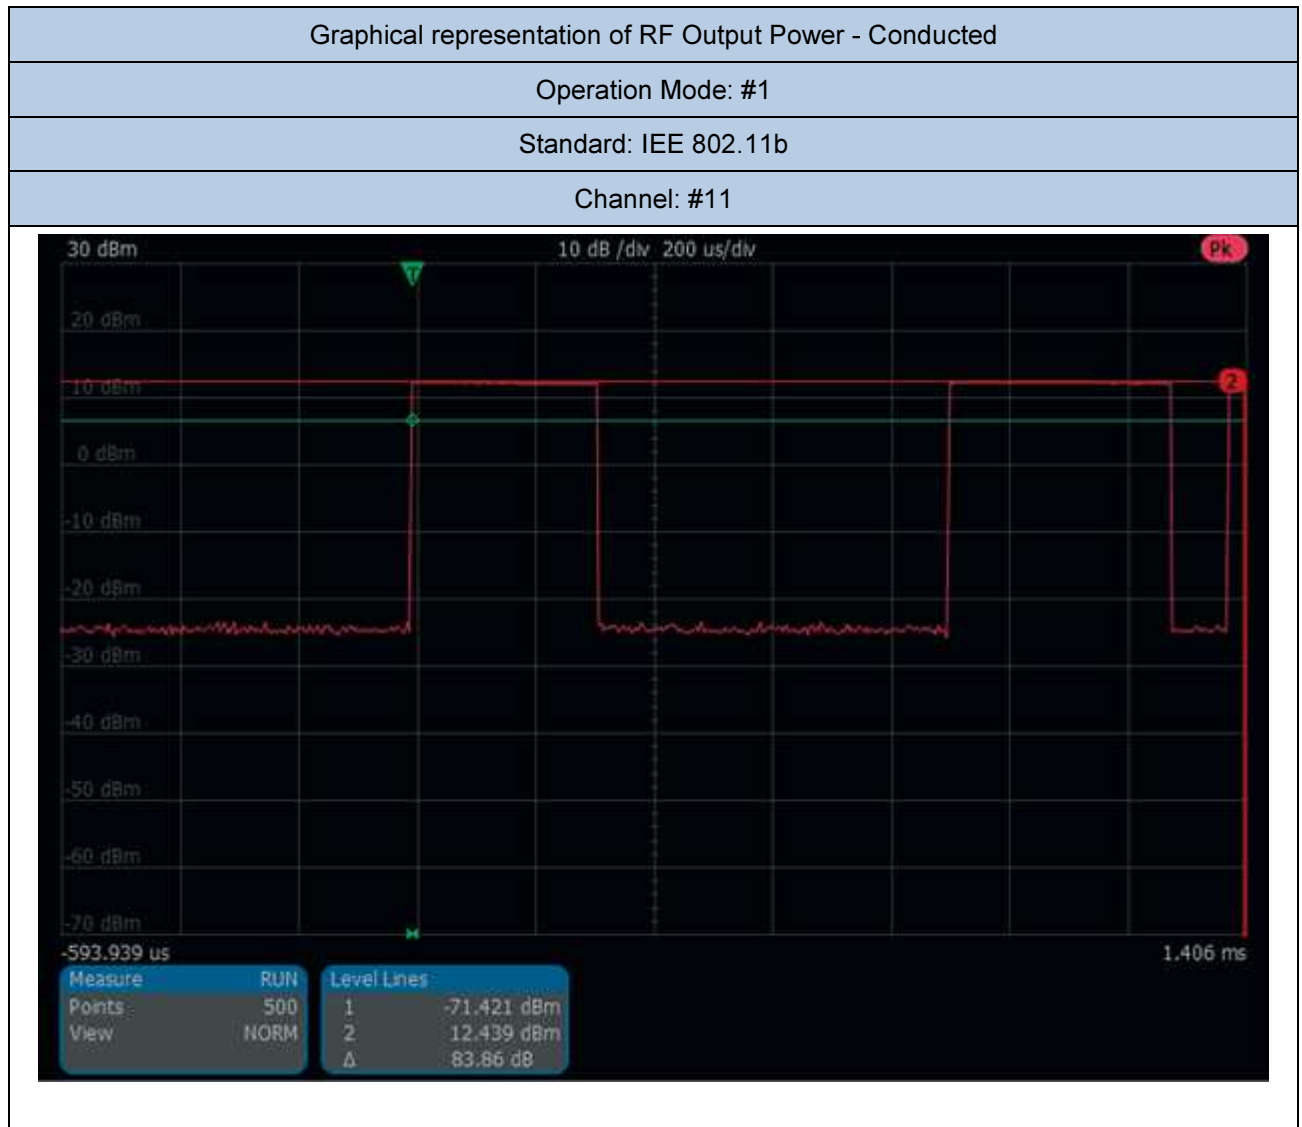 Graphical representation of RF Output Power - Conducted
Operation Mode: #1
Standard: IEE 802.11b
Channel: #11
30 dBm 10 dB /div 200 us/div Pk
T
20 dBm
10 dBm 2
0 dBm
-10 dBm
-20 dBm
-30 dBm
-40 dBm
-50 dBm
-60 dBm
-70 dBm
-593.939 us 1.406 ms
Measure RUN Level Lines
Points 500 1 -71.421 dBm
View NORM 2 12.439 dBm
Δ 83.86 dB